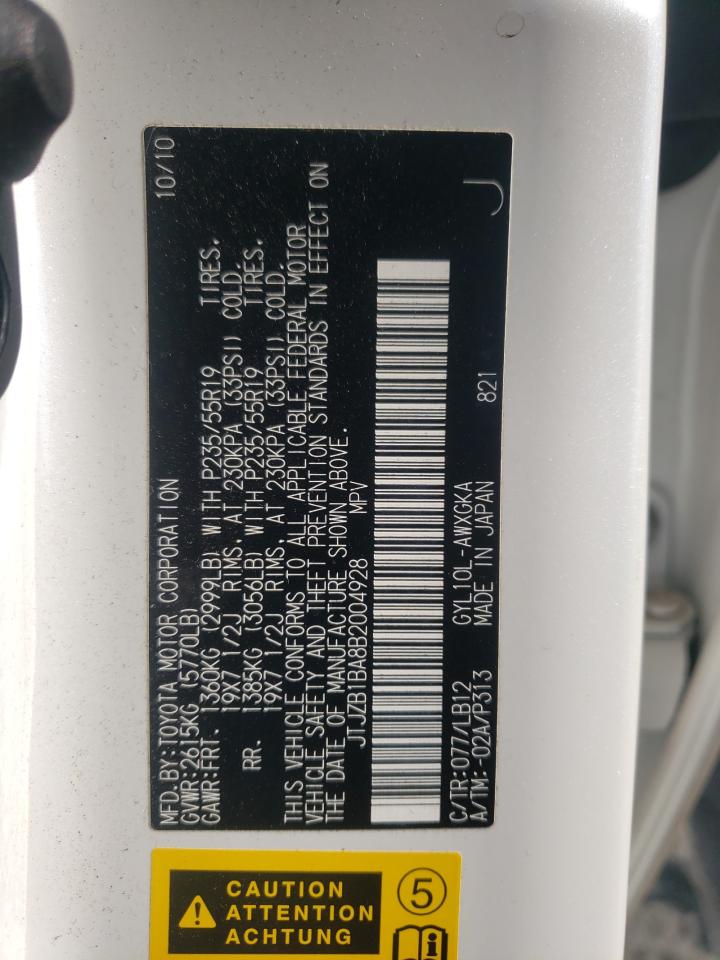 MFD.BY:TOYOTA MOTOR CORPORATION 10/10
GVWR:2615KG (5770LB)
GAWR:FRT. 1360KG (2999LB) WITH P235/55R19 TIRES.
19X7 1/2J RIMS. AT 230KPA (33PSI) COLD.
RR. 1385KG (3056LB) WITH P235/55R19 TIRES.
19X7 1/2J RIMS. AT 230KPA (33PSI) COLD.
THIS VEHICLE CONFORMS TO ALL APPLICABLE FEDERAL MOTOR
VEHICLE SAFETY AND THEFT PREVENTION STANDARDS IN EFFECT ON
THE DATE OF MANUFACTURE SHOWN ABOVE.
JTJZB1BA8B2004928 MPV
C/TR:077/LB12 GYL10L-AWXGKA 821 J
A/TM:-02A/P313 MADE IN JAPAN
CAUTION
ATTENTION
ACHTUNG
5